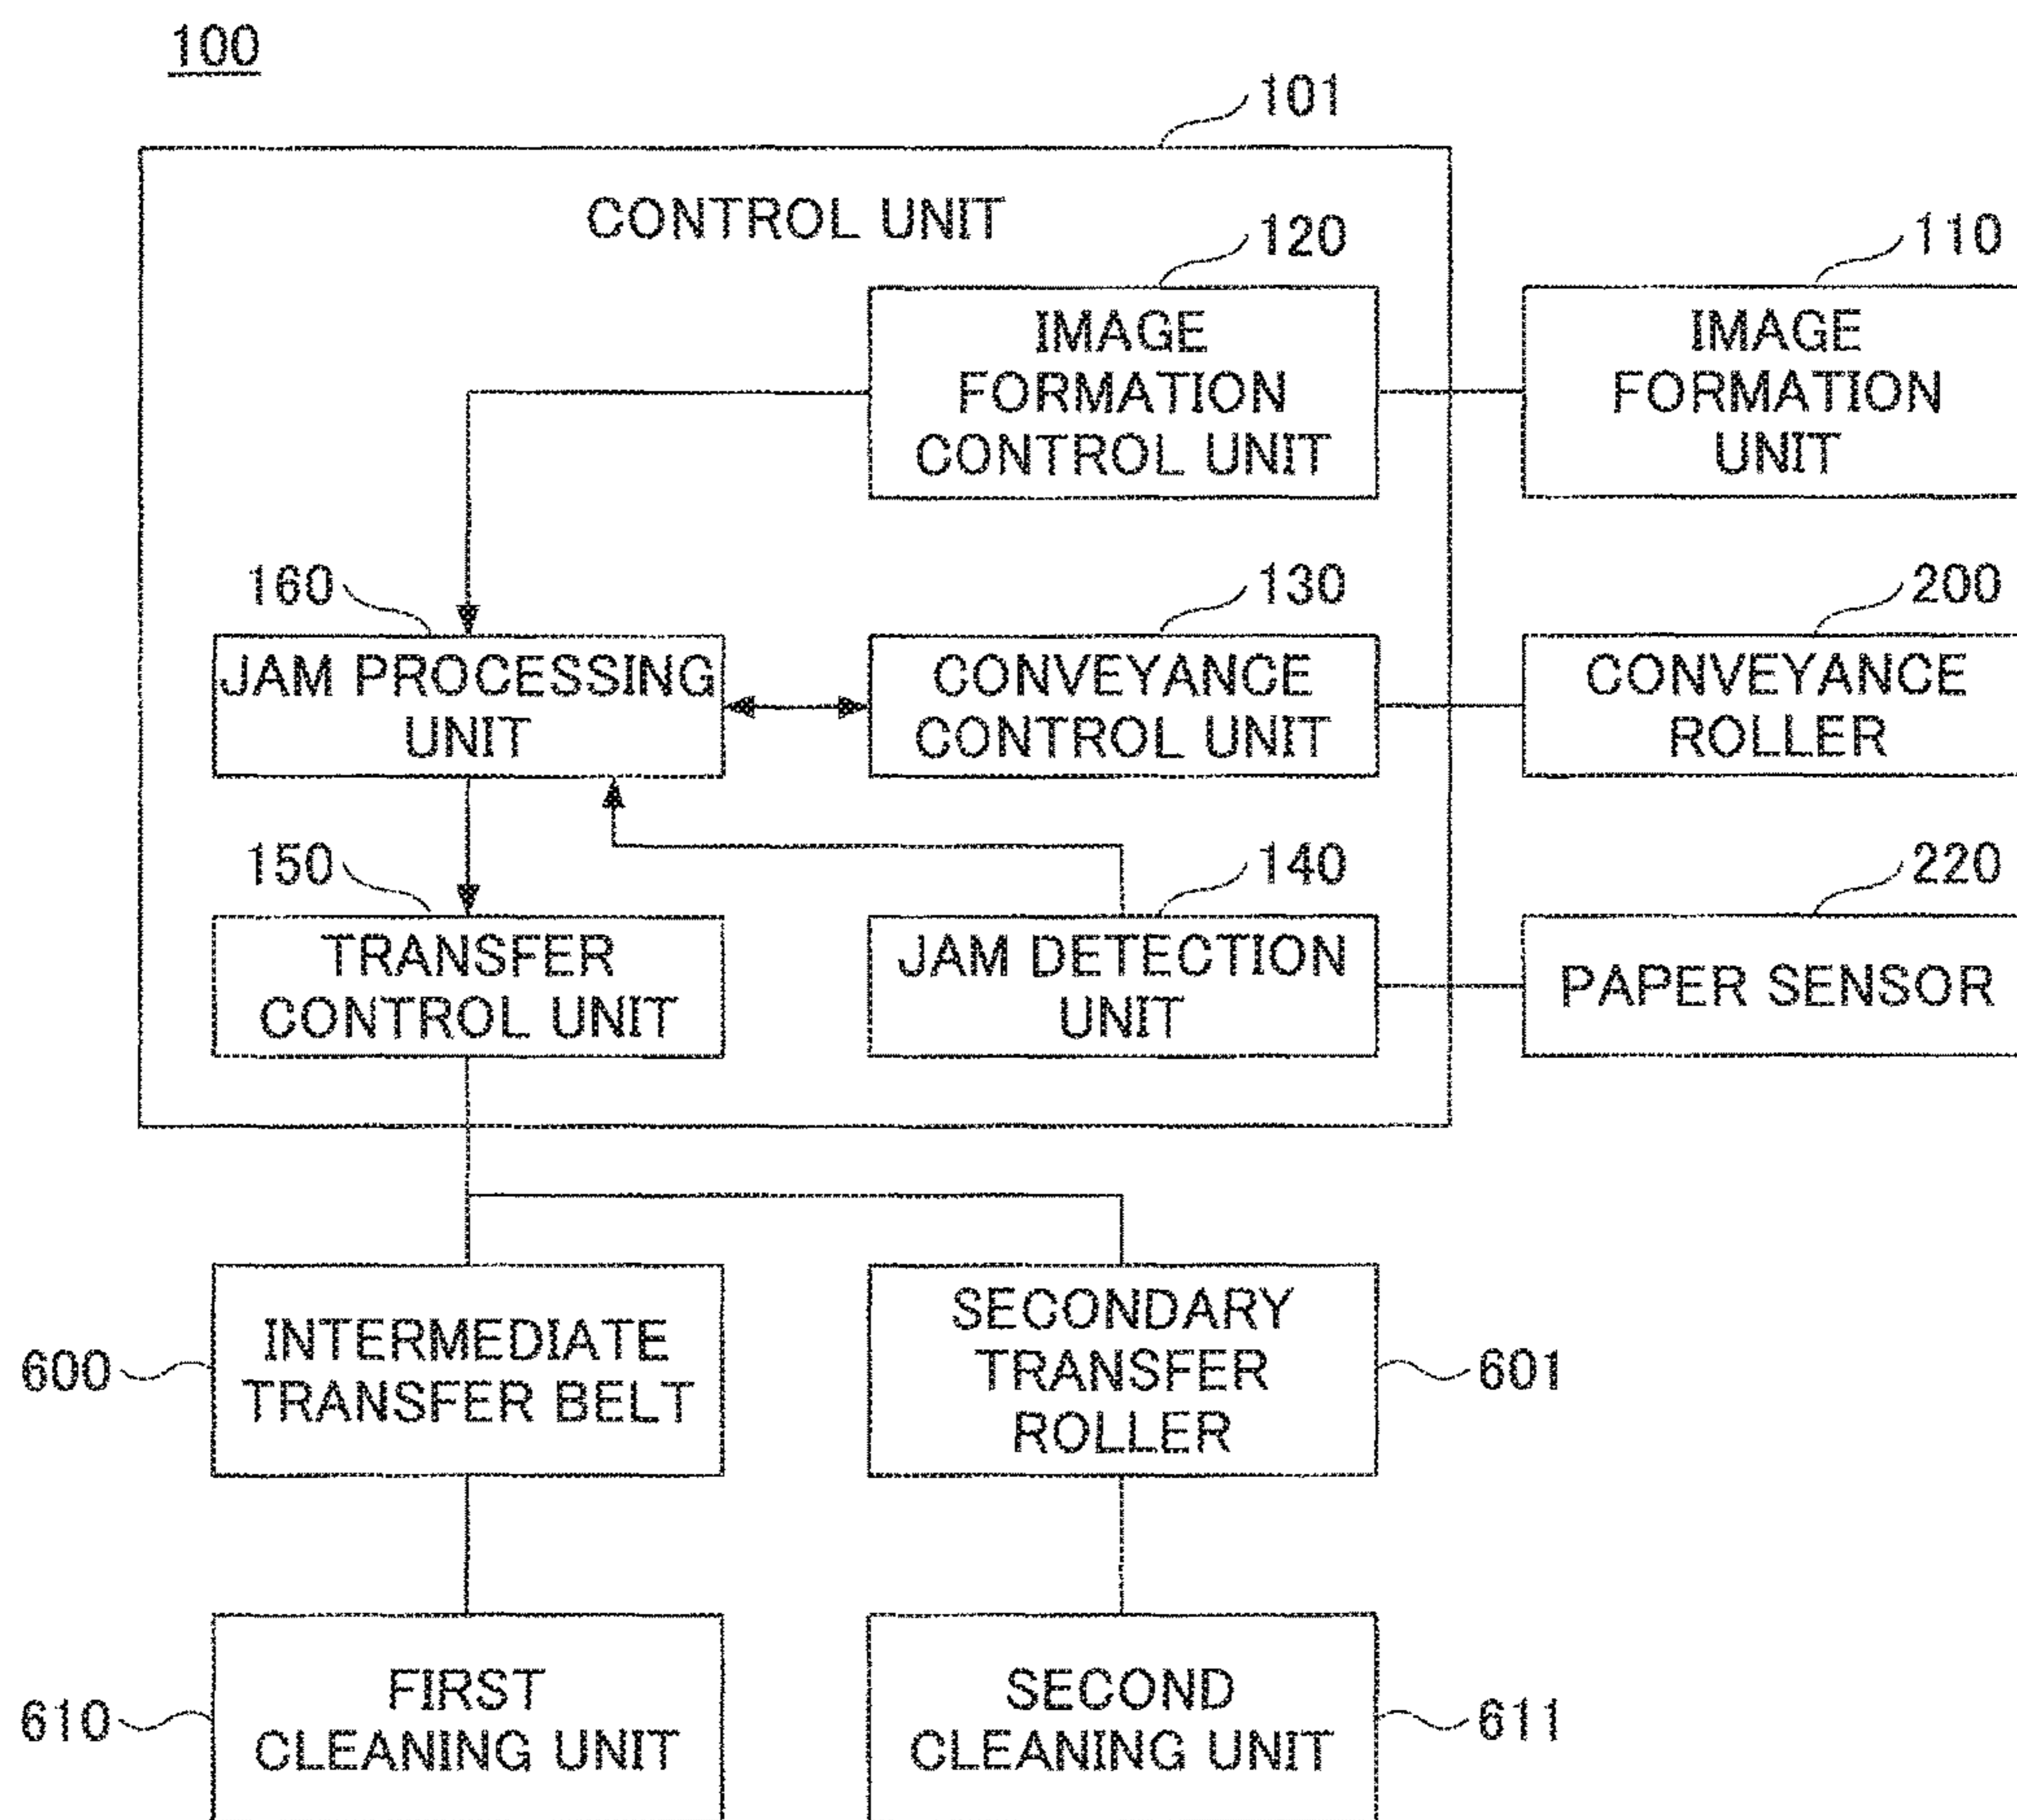 100
101
CONTROL UNIT
120
110
IMAGE
FORMATION
CONTROL UNIT
IMAGE
FORMATION
UNIT
160
130
200
JAM PROCESSING
UNIT
CONVEYANCE
CONTROL UNIT
CONVEYANCE
ROLLER
150
140
220
TRANSFER
CONTROL UNIT
JAM DETECTION
UNIT
PAPER SENSOR
600
INTERMEDIATE
TRANSFER BELT
SECONDARY
TRANSFER
ROLLER
601
610
FIRST
CLEANING UNIT
SECOND
CLEANING UNIT
611